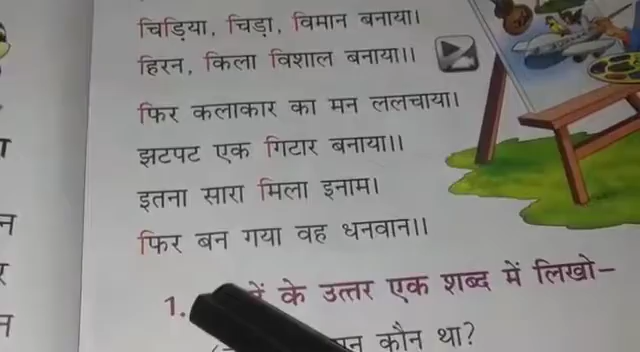 चिड़िया, चिड़ा, विमान बनाया।
हिरन, किला विशाल बनाया।।
फिर कलाकार का मन ललचाया।
झटपट एक गिटार बनाया।।
इतना सारा मिला इनाम।
फिर बन गया वह धनवान।।
1. के उत्तर एक शब्द में लिखो–
कौन था?